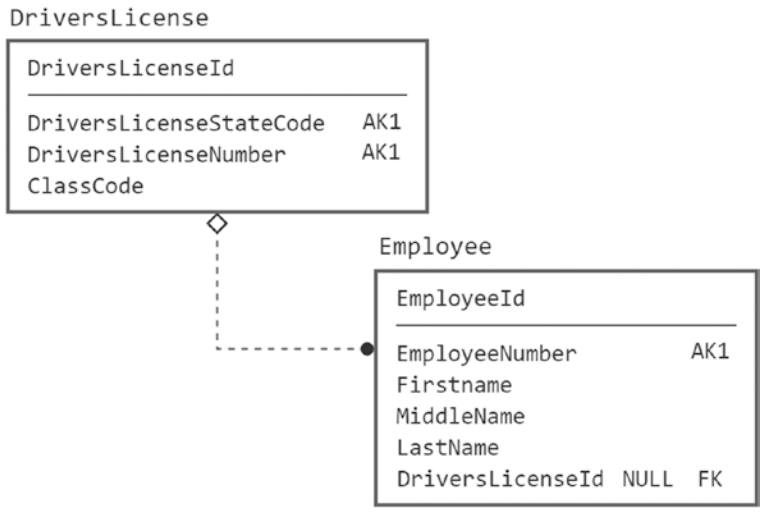 DriversLicense
DriversLicenseId
DriversLicenseStateCode AK1
DriversLicenseNumber AK1
ClassCode
Employee
EmployeeId
EmployeeNumber AK1
Firstname
MiddleName
LastName
DriversLicenseId NULL FK